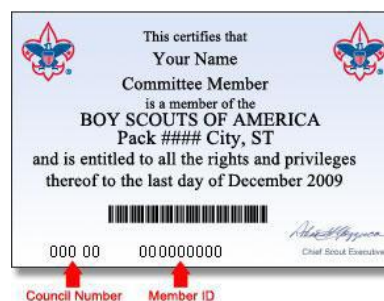 This certifies that
Your Name
Committee Member
is a member of the
BOY SCOUTS OF AMERICA
Pack #### City, ST
and is entitled to all the rights and privileges
thereof to the last day of December 2009
000 00 000000000
Chief Scout Executive
Council Number Member ID